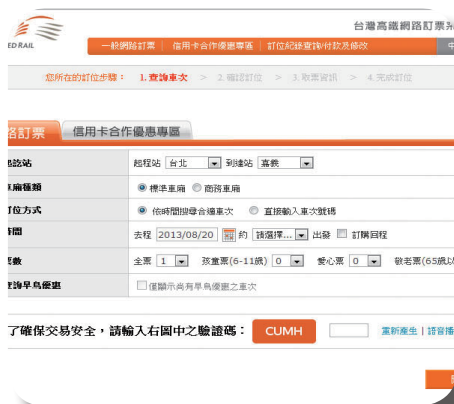 台灣高鐵網路訂票系
ED RAIL
一般網路訂票 | 信用卡合作優惠專區 | 訂位紀錄查詢/付款及修改 中
您所在的訂位步驟： 1.查詢車次 > 2.確認訂位 > 3.取票資訊 > 4.完成訂位
路訂票 信用卡合作優惠專區
起訖站 起程站 台北 到達站 嘉義
車廂種類 標準車廂 商務車廂
訂位方式 依時間搜尋合適車次 直接輸入車次號碼
時間 去程 2013/08/20 約 請選擇... 出發 訂購回程
票數 全票 1 孩童票(6-11歲) 0 愛心票 0 敬老票(65歲以
查詢早鳥優惠 僅顯示尚有早鳥優惠之車次
了確保交易安全，請輸入右圖中之驗證碼： CUMH 重新產生 | 語音播